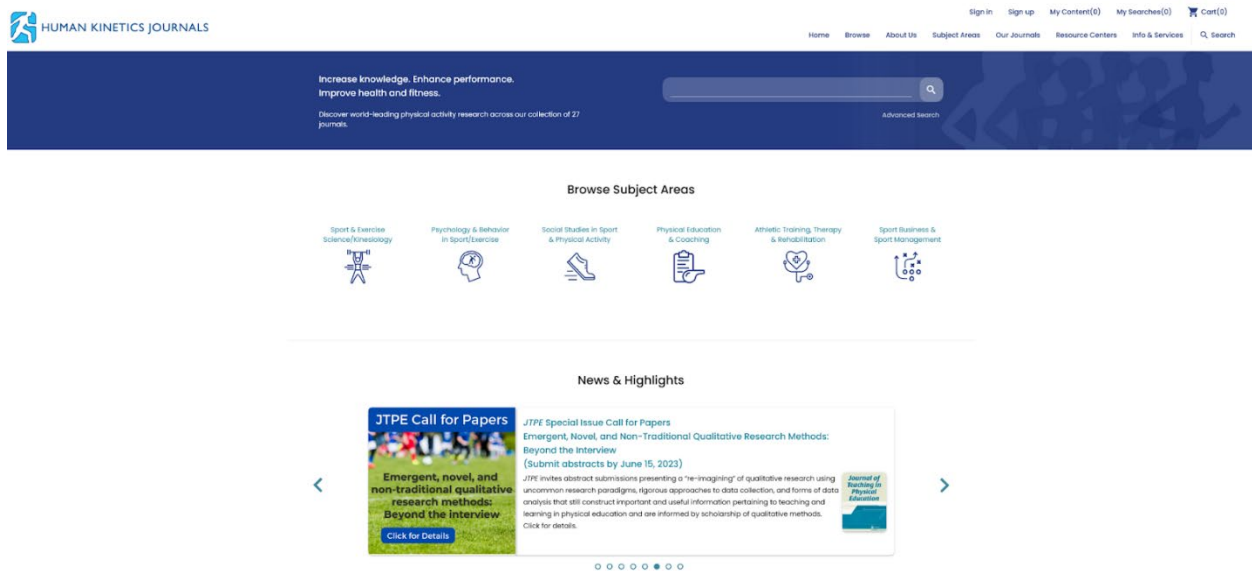 Sign in Sign up My Content(0) My Searches(0) Cart(0)
HUMAN KINETICS JOURNALS
Home Browse About Us Subject Areas Our Journals Resource Centers Info & Services Search
Increase knowledge. Enhance performance.
Improve health and fitness.
Discover world-leading physical activity research across our collection of 27
journals.
Advanced Search
Browse Subject Areas
Sport & Exercise
Science/Kinesiology
Psychology & Behavior
in Sport/Exercise
Social Studies in Sport
& Physical Activity
Physical Education
& Coaching
Athletic Training, Therapy
& Rehabilitation
Sport Business &
Sport Management
News & Highlights
JTPE Call for Papers
Emergent, novel, and
non-traditional qualitative
research methods:
Beyond the interview
Click for Details
JTPE Special Issue Call for Papers
Emergent, Novel, and Non-Traditional Qualitative Research Methods:
Beyond the Interview
(Submit abstracts by June 15, 2023)
JTPE invites abstract submissions presenting a "re-imagining" of qualitative research using
uncommon research paradigms, rigorous approaches to data collection, and forms of data
analysis that still construct important and useful information pertaining to teaching and
learning in physical education and are informed by scholarship of qualitative methods.
Click for details.
Journal of
Teaching in
Physical
Education